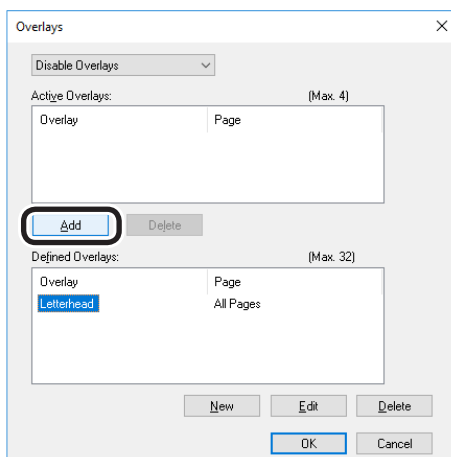 Overlays
Disable Overlays
Active Overlays: (Max. 4)
Overlay Page
Add Delete
Defined Overlays: (Max. 32)
Overlay Page
Letterhead All Pages
New Edit Delete
OK Cancel